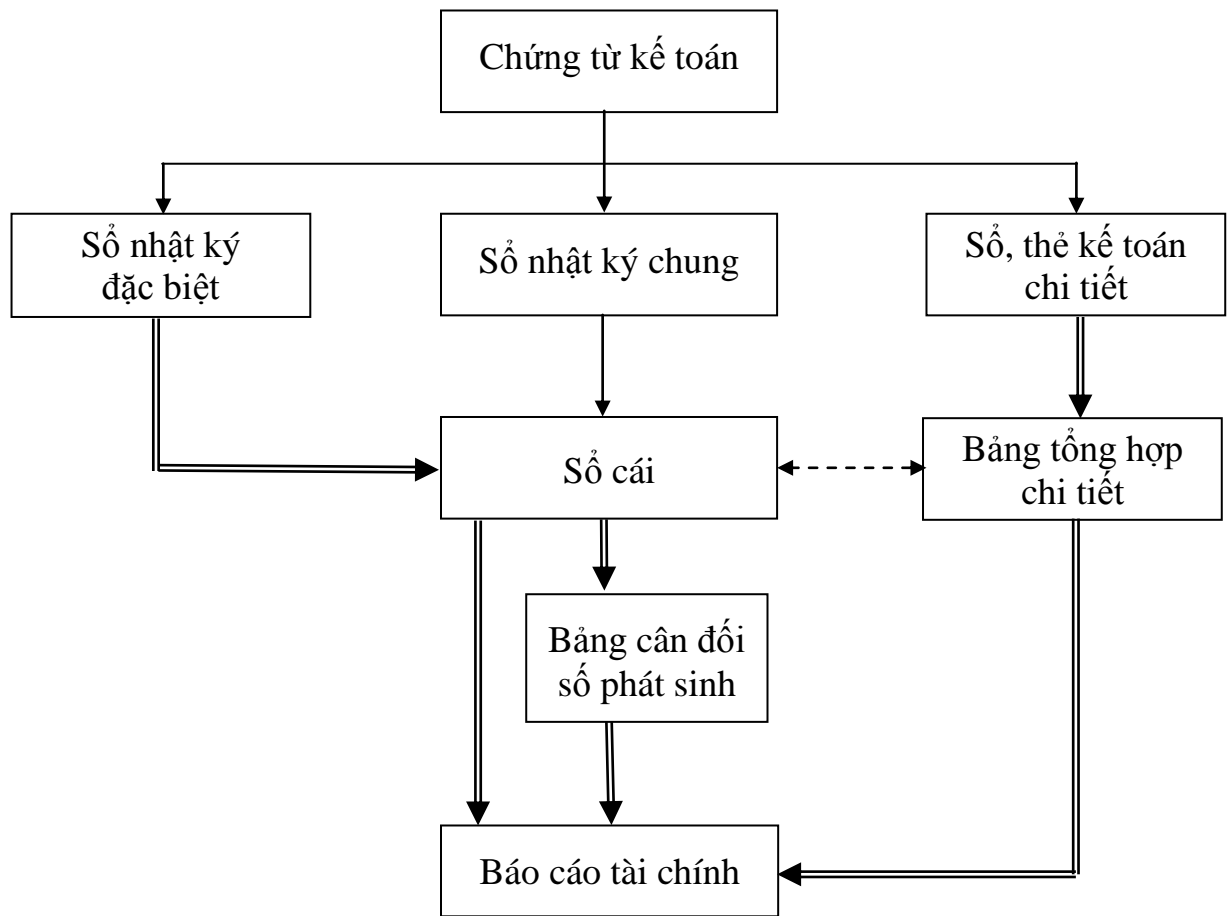 Chứng từ kế toán
Sổ nhật ký
đặc biệt
Sổ nhật ký chung
Sổ, thẻ kế toán
chi tiết
Sổ cái
Bảng tổng hợp
chi tiết
Bảng cân đối
số phát sinh
Báo cáo tài chính